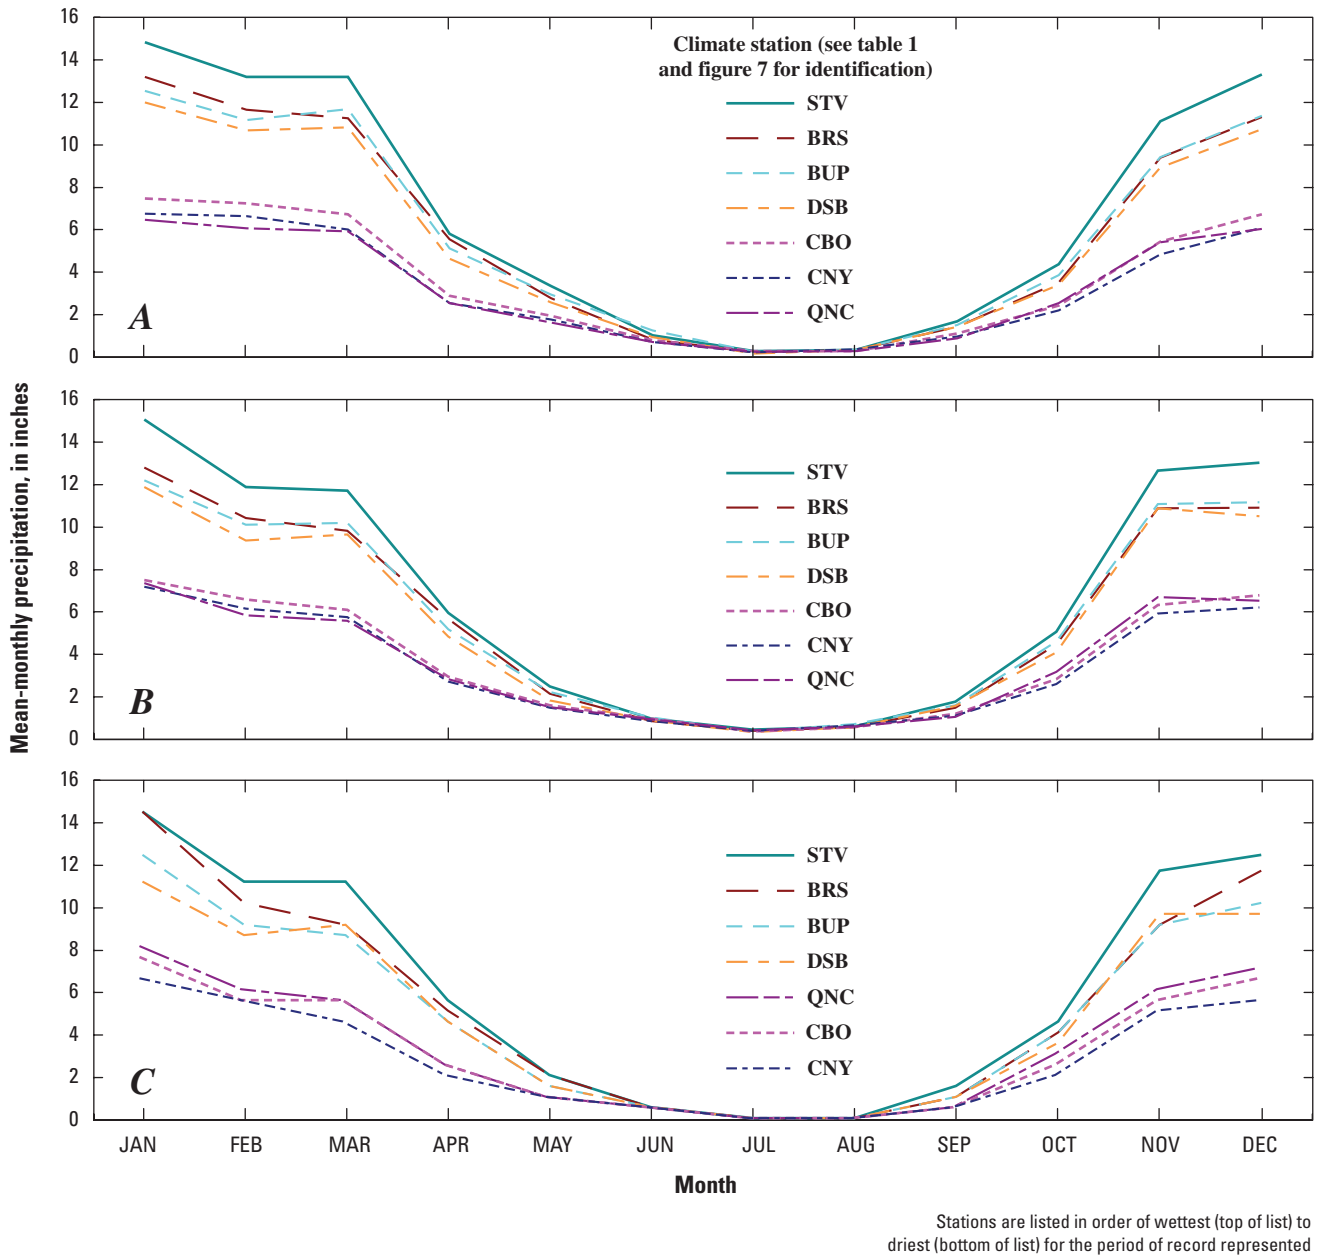 Mean-monthly precipitation, in inches
16
14
12
10
8
6
4
2
0
Climate station (see table 1
and figure 7 for identification)
STV
BRS
BUP
DSB
CBO
CNY
QNC
A
16
14
12
10
8
6
4
2
0
STV
BRS
BUP
DSB
CBO
CNY
QNC
B
16
14
12
10
8
6
4
2
0
STV
BRS
BUP
DSB
QNC
CBO
CNY
C
JAN FEB MAR APR MAY JUN JUL AUG SEP OCT NOV DEC
Month
Stations are listed in order of wettest (top of list) to
driest (bottom of list) for the period of record represented